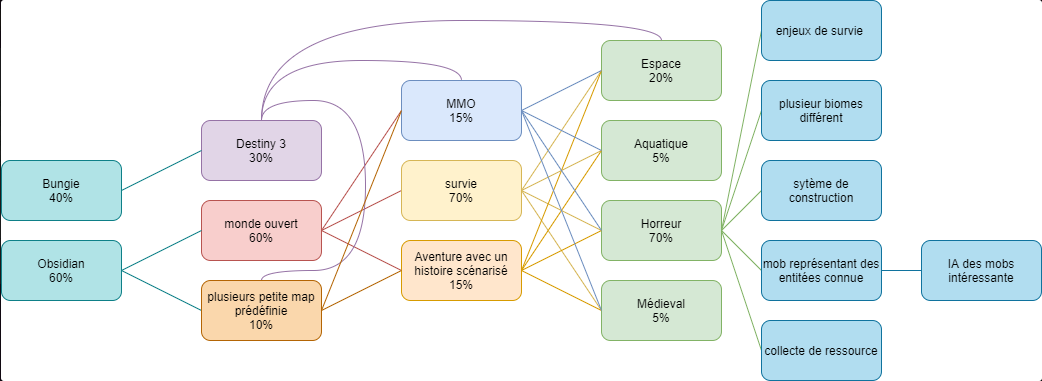 Bungie
40%
Obsidian
60%
Destiny 3
30%
monde ouvert
60%
plusieurs petite map
prédéfinie
10%
MMO
15%
survie
70%
Aventure avec un
histoire scénarisé
15%
Espace
20%
Aquatique
5%
Horreur
70%
Médieval
5%
enjeux de survie
plusieur biomes
différent
sytème de
construction
mob représentant des
entitées connue
collecte de ressource
IA des mobs
intéressante